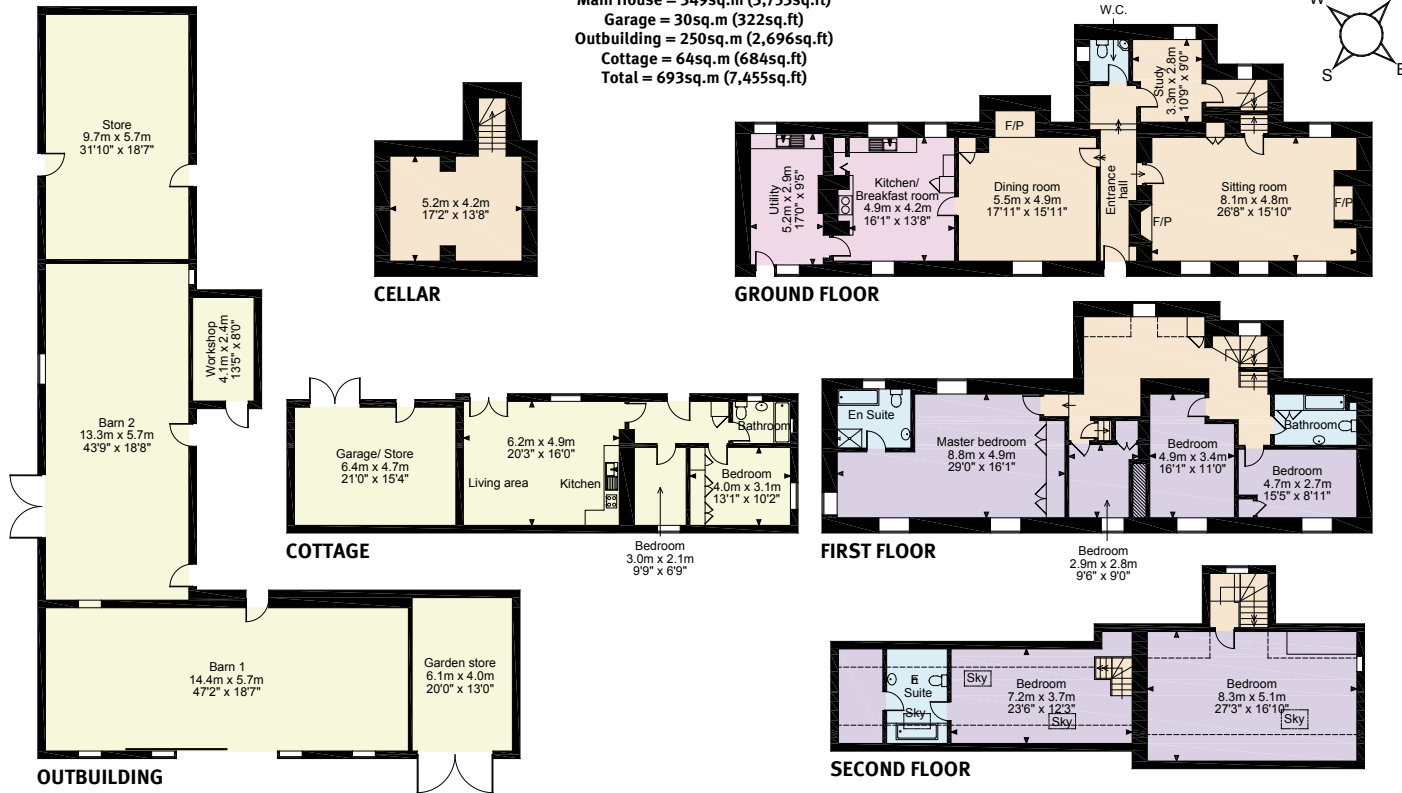 Main House = 349sq.m (3,755sq.ft)
Garage = 30sq.m (322sq.ft)
Outbuilding = 250sq.m (2,696sq.ft)
Cottage = 64sq.m (684sq.ft)
Total = 693sq.m (7,455sq.ft)
W
S
E
Store
9.7m x 5.7m
31'10" x 18'7"
Barn 2
13.3m x 5.7m
43'9" x 18'8"
Workshop
4.1m x 2.4m
13'5" x 8'0"
Barn 1
14.4m x 5.7m
47'2" x 18'7"
Garden store
6.1m x 4.0m
20'0" x 13'0"
OUTBUILDING
5.2m x 4.2m
17'2" x 13'8"
CELLAR
W.C.
Study
3.3m x 2.8m
10'9" x 9'0"
F/P
Utility
5.2m x 2.9m
17'0" x 9'5"
Kitchen/
Breakfast room
4.9m x 4.2m
16'1" x 13'8"
Dining room
5.5m x 4.9m
17'11" x 15'11"
Entrance
hall
Sitting room
8.1m x 4.8m
26'8" x 15'10"
F/P
F/P
GROUND FLOOR
Garage/ Store
6.4m x 4.7m
21'0" x 15'4"
6.2m x 4.9m
20'3" x 16'0"
Living area
Kitchen
Bathroom
Bedroom
4.0m x 3.1m
13'1" x 10'2"
Bedroom
3.0m x 2.1m
9'9" x 6'9"
COTTAGE
En Suite
Master bedroom
8.8m x 4.9m
29'0" x 16'1"
Bedroom
4.9m x 3.4m
16'1" x 11'0"
Bathroom
Bedroom
4.7m x 2.7m
15'5" x 8'11"
Bedroom
2.9m x 2.8m
9'6" x 9'0"
FIRST FLOOR
Suite
Sky
Sky
Bedroom
7.2m x 3.7m
23'6" x 12'3"
Sky
Bedroom
8.3m x 5.1m
27'3" x 16'10"
Sky
SECOND FLOOR